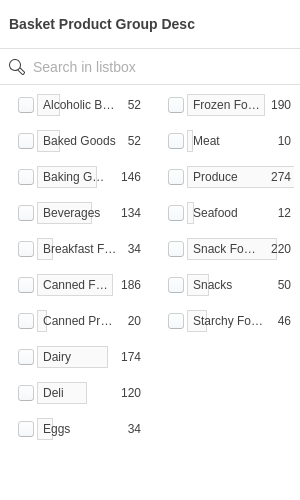 Basket Product Group Desc
Search in listbox
Alcoholic B... 52
Baked Goods 52
Baking G... 146
Beverages 134
Breakfast F... 34
Canned F... 186
Canned Pr... 20
Dairy 174
Deli 120
Eggs 34
Frozen Fo... 190
Meat 10
Produce 274
Seafood 12
Snack Fo... 220
Snacks 50
Starchy Fo... 46